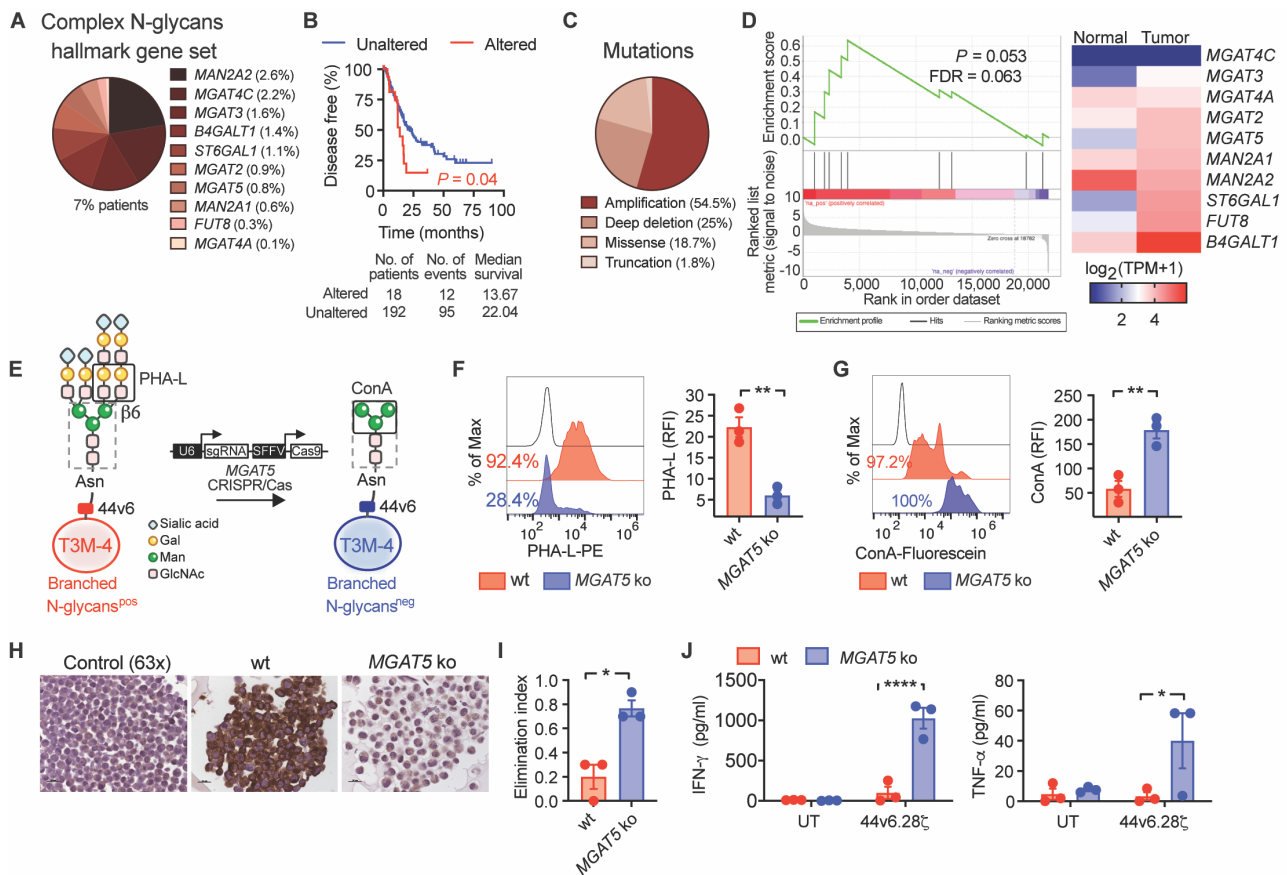 A
Complex N-glycans
hallmark gene set
MAN2A2 (2.6%)
MGAT4C (2.2%)
MGAT3 (1.6%)
B4GALT1 (1.4%)
ST6GAL1 (1.1%)
MGAT2 (0.9%)
MGAT5 (0.8%)
MAN2A1 (0.6%)
FUT8 (0.3%)
MGAT4A (0.1%)
7% patients
B
Unaltered
Altered
Disease free (%)
100
75
50
25
0
P = 0.04
0 30 60 90
Time (months)
No. of patients
No. of events
Median survival
Altered 18 12 13.67
Unaltered 192 95 22.04
C
Mutations
Amplification (54.5%)
Deep deletion (25%)
Missense (18.7%)
Truncation (1.8%)
D
Enrichment score
0.6
0.5
0.4
0.3
0.2
0.1
0
P = 0.053
FDR = 0.063
Ranked list
metric (signal to noise)
10
5
0
-5
-10
'na_pos' (positively correlated)
Zero cross at 18782
'na_neg' (negatively correlated)
0 5,000 10,000 15,000 20,000
Rank in order dataset
Enrichment profile
Hits
Ranking metric scores
Normal Tumor
MGAT4C
MGAT3
MGAT4A
MGAT2
MGAT5
MAN2A1
MAN2A2
ST6GAL1
FUT8
B4GALT1
log2(TPM+1)
2 4
E
PHA-L
β6
Asn
44v6
T3M-4
Branched
N-glycanspos
U6 sgRNA SFFV Cas9
MGAT5
CRISPR/Cas
Sialic acid
Gal
Man
GlcNAc
ConA
Asn
44v6
T3M-4
Branched
N-glycansneg
F
% of Max
92.4%
28.4%
10^2 10^4 10^6
PHA-L-PE
wt
MGAT5 ko
PHA-L (RFI)
30
25
20
15
10
5
**
wt
MGAT5 ko
G
% of Max
97.2%
100%
10^2 10^4 10^6
ConA-Fluorescein
wt
MGAT5 ko
ConA (RFI)
250
200
150
100
50
**
wt
MGAT5 ko
H
Control (63x)
wt
MGAT5 ko
I
Elimination index
1.0
0.8
0.6
0.4
0.2
0.0
*
wt
MGAT5 ko
J
wt
MGAT5 ko
IFN-γ (pg/ml)
1500
1000
500
0
****
UT
44v6.28ζ
TNF-α (pg/ml)
80
60
40
20
0
*
UT
44v6.28ζ